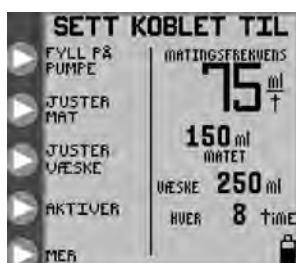 SETT KOBLET TIL
FYLL PÅ
PUMPE
JUSTER
MAT
JUSTER
VÆSKE
AKTIVER
MER
MATINGSFREKVENS
75 ml/t
150 ml
MATET
VÆSKE 250 ml
HVER 8 time